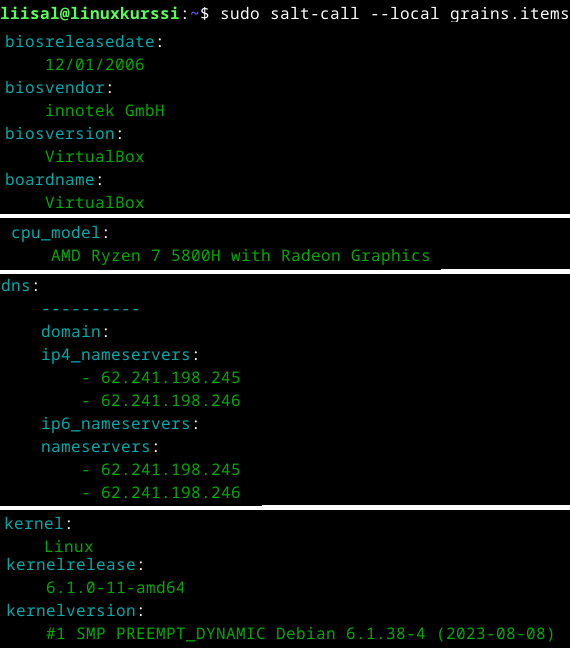 liisal@linuxkurssi:~$ sudo salt-call --local grains.items
biosreleasedate:
12/01/2006
biosvendor:
innotek GmbH
biosversion:
VirtualBox
boardname:
VirtualBox
cpu_model:
AMD Ryzen 7 5800H with Radeon Graphics
dns:
----------
domain:
ip4_nameservers:
- 62.241.198.245
- 62.241.198.246
ip6_nameservers:
nameservers:
- 62.241.198.245
- 62.241.198.246
kernel:
Linux
kernelrelease:
6.1.0-11-amd64
kernelversion:
#1 SMP PREEMPT_DYNAMIC Debian 6.1.38-4 (2023-08-08)